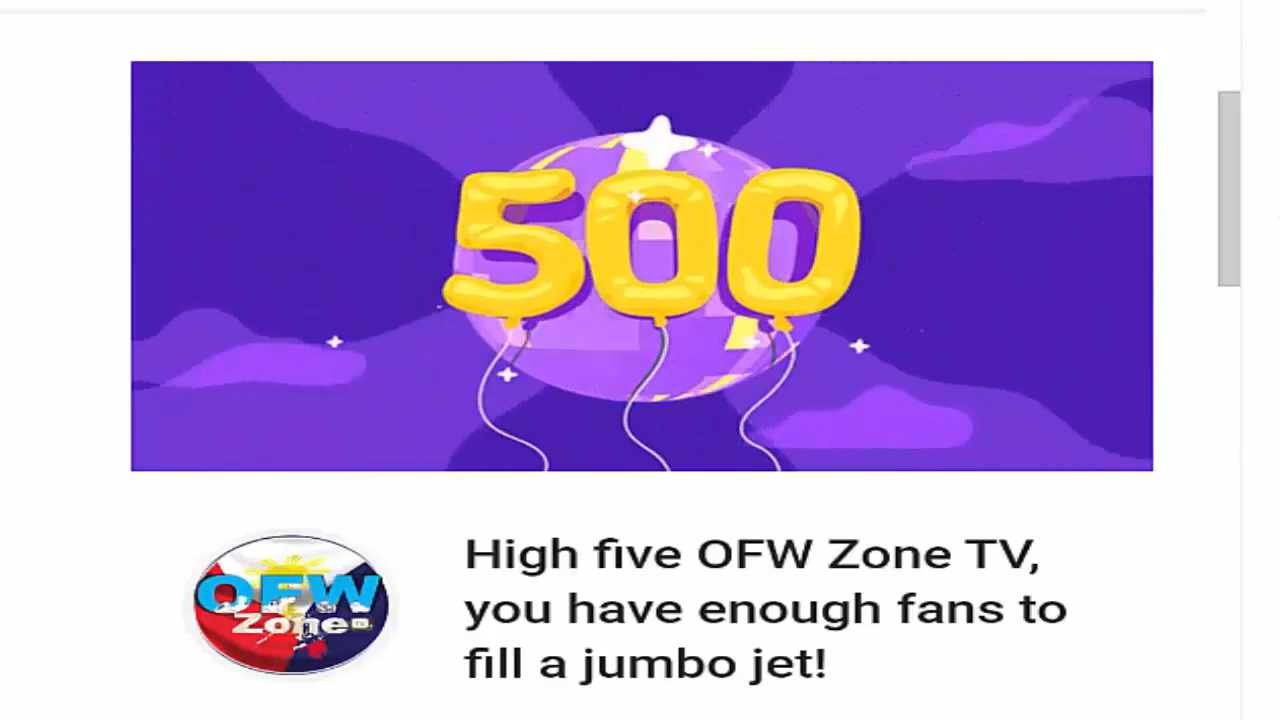 500
OFW
Zone
High five OFW Zone TV,
you have enough fans to
fill a jumbo jet!